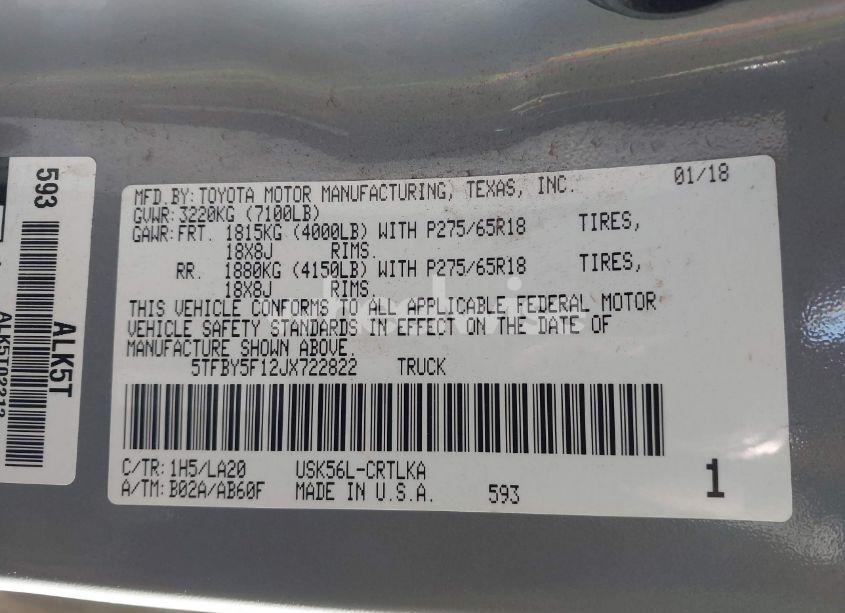 593
ALK5T
MFD.BY:TOYOTA MOTOR MANUFACTURING, TEXAS, INC. 01/18
GVWR:3220KG (7100LB)
GAWR:FRT. 1815KG (4000LB) WITH P275/65R18 TIRES,
18X8J RIMS.
RR. 1880KG (4150LB) WITH P275/65R18 TIRES,
18X8J RIMS.
THIS VEHICLE CONFORMS TO ALL APPLICABLE FEDERAL MOTOR
VEHICLE SAFETY STANDARDS IN EFFECT ON THE DATE OF
MANUFACTURE SHOWN ABOVE.
5TFBY5F12JX722822 TRUCK
C/TR:1H5/LA20 USK56L-CRTLKA
A/TM:B02A/AB60F MADE IN U.S.A. 593 1